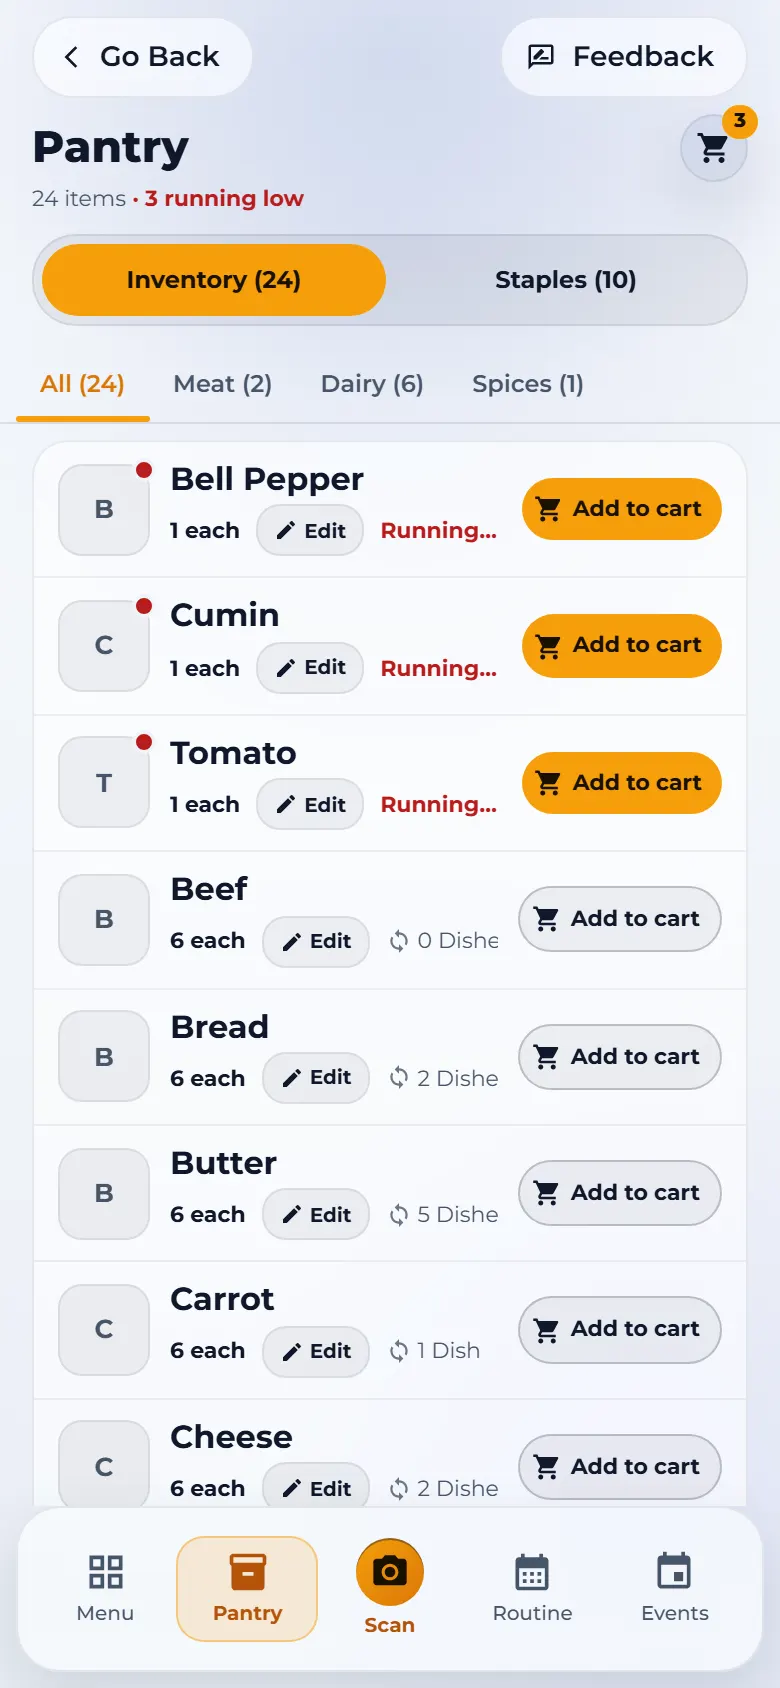 Go Back
Feedback
Pantry
3
24 items • 3 running low
Inventory (24)
Staples (10)
All (24)
Meat (2)
Dairy (6)
Spices (1)
B
Bell Pepper
1 each
Edit
Running...
Add to cart
C
Cumin
1 each
Edit
Running...
Add to cart
T
Tomato
1 each
Edit
Running...
Add to cart
B
Beef
6 each
Edit
0 Dishe
Add to cart
B
Bread
6 each
Edit
2 Dishe
Add to cart
B
Butter
6 each
Edit
5 Dishe
Add to cart
C
Carrot
6 each
Edit
1 Dish
Add to cart
C
Cheese
6 each
Edit
2 Dishe
Add to cart
Menu
Pantry
Scan
Routine
Events